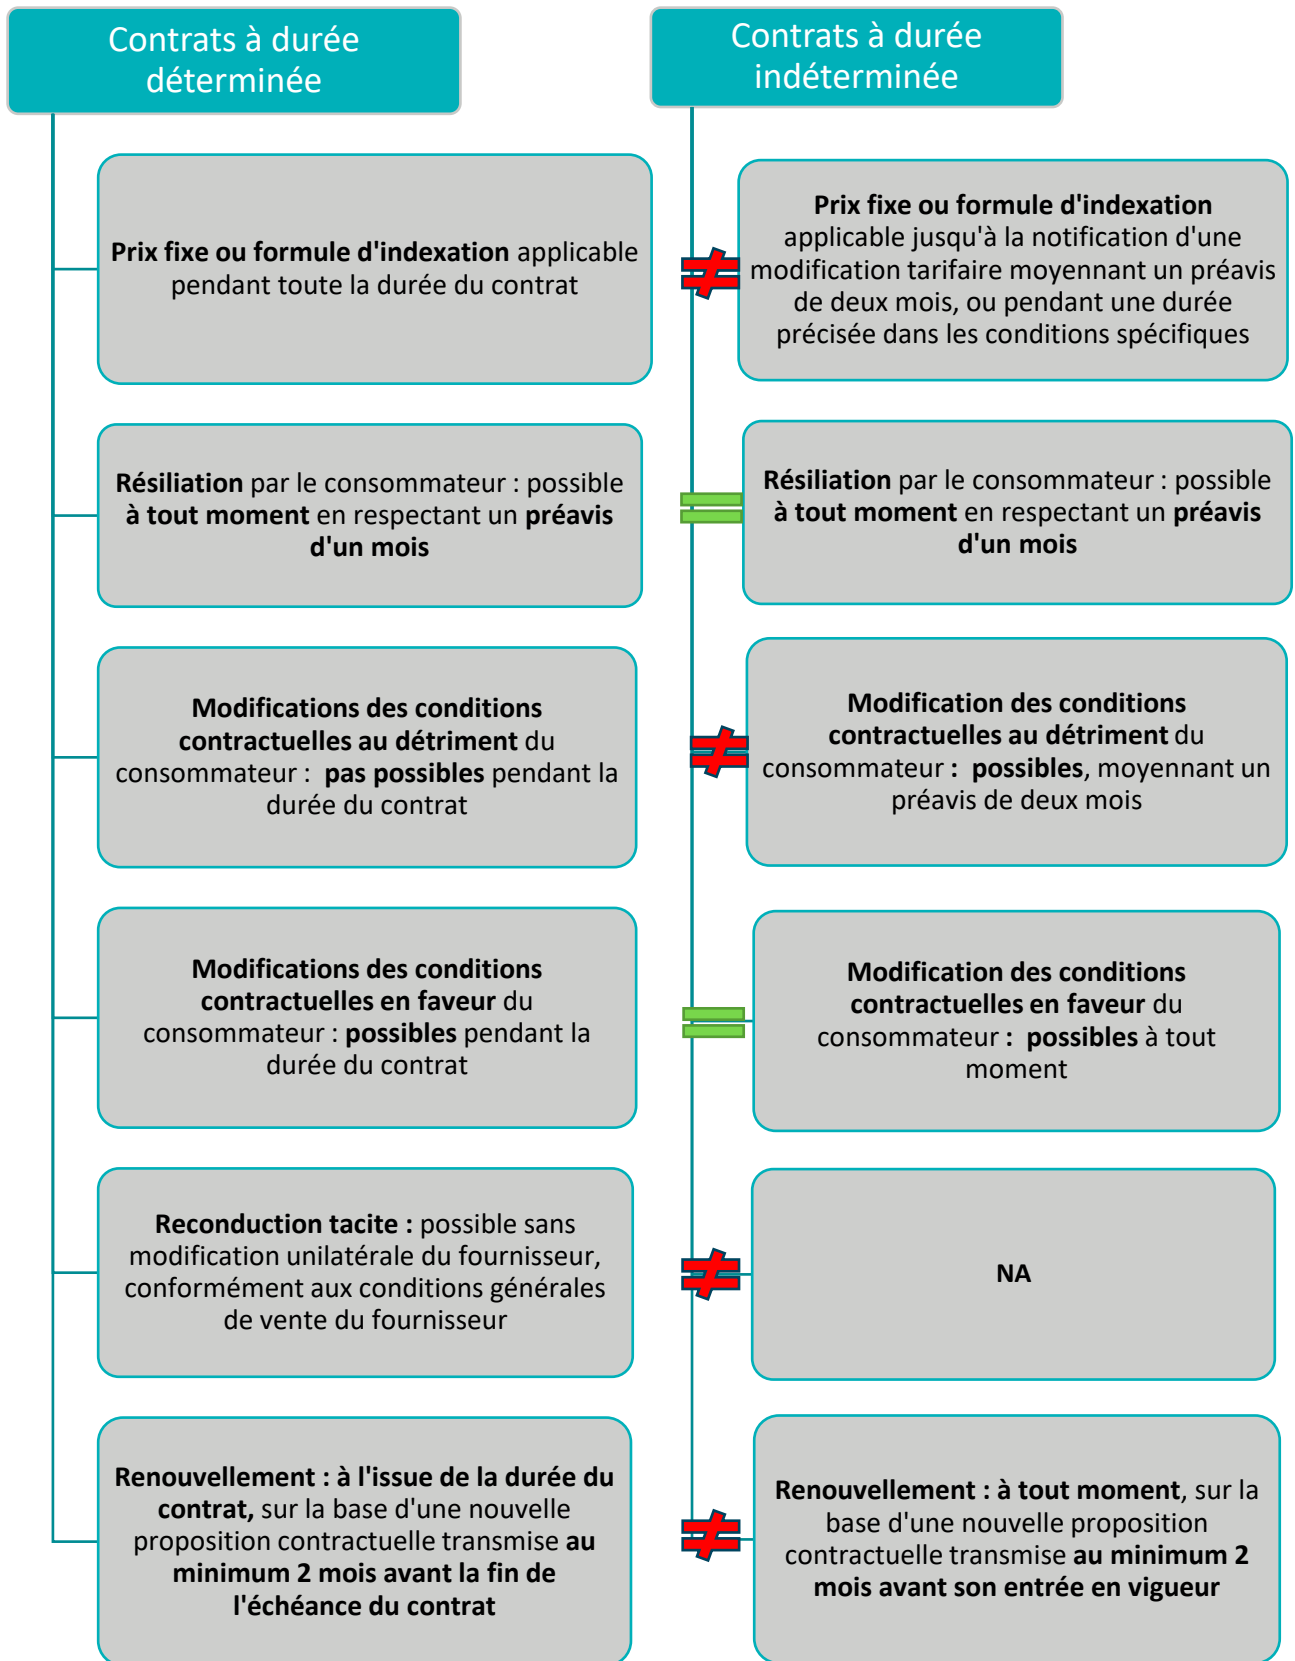 Contrats à durée
déterminée
Prix fixe ou formule d'indexation applicable
pendant toute la durée du contrat
Résiliation par le consommateur : possible
à tout moment en respectant un préavis
d'un mois
Modifications des conditions
contractuelles au détriment du
consommateur :  pas possibles pendant la
durée du contrat
Modifications des conditions
contractuelles en faveur du
consommateur : possibles pendant la
durée du contrat
Reconduction tacite : possible sans
modification unilatérale du fournisseur,
conformément aux conditions générales
de vente du fournisseur
Renouvellement : à l'issue de la durée du
contrat, sur la base d'une nouvelle
proposition contractuelle transmise au
minimum 2 mois avant la fin de
l'échéance du contrat
Contrats à durée
indéterminée
Prix fixe ou formule d'indexation
applicable jusqu'à la notification d'une
modification tarifaire moyennant un préavis
de deux mois, ou pendant une durée
précisée dans les conditions spécifiques
Résiliation par le consommateur : possible
à tout moment en respectant un préavis
d'un mois
Modification des conditions
contractuelles au détriment du
consommateur :  possibles, moyennant un
préavis de deux mois
Modification des conditions
contractuelles en faveur du
consommateur :  possibles à tout
moment
NA
Renouvellement : à tout moment, sur la
base d'une nouvelle proposition
contractuelle transmise au minimum 2
mois avant son entrée en vigueur